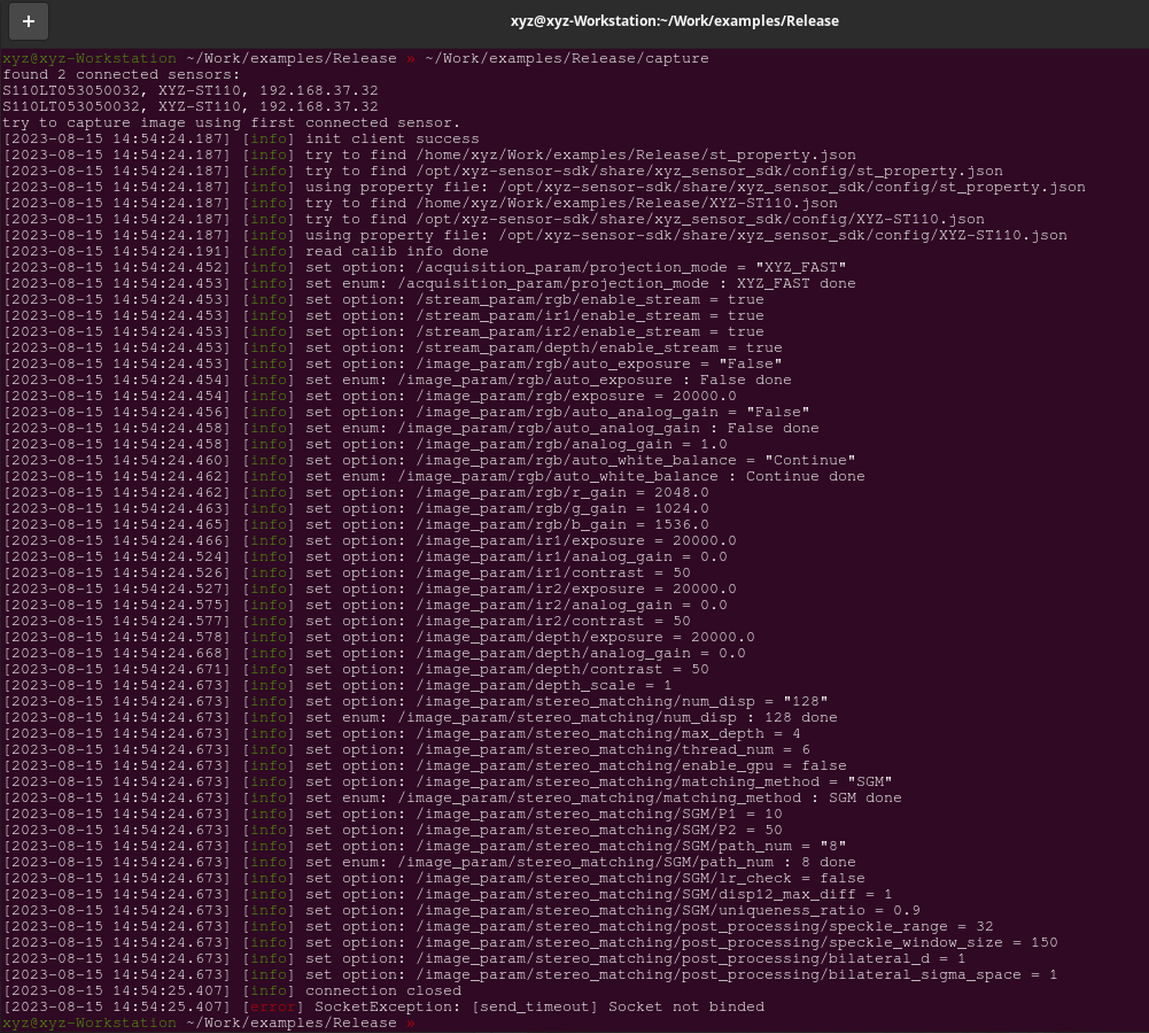 +
xyz@xyz-Workstation:~/Work/examples/Release
xyz@xyz-Workstation ~/Work/examples/Release » ~/Work/examples/Release/capture
found 2 connected sensors:
S110LT053050032, XYZ-ST110, 192.168.37.32
S110LT053050032, XYZ-ST110, 192.168.37.32
try to capture image using first connected sensor.
[2023-08-15 14:54:24.187] [info] init client success
[2023-08-15 14:54:24.187] [info] try to find /home/xyz/Work/examples/Release/st_property.json
[2023-08-15 14:54:24.187] [info] try to find /opt/xyz-sensor-sdk/share/xyz_sensor_sdk/config/st_property.json
[2023-08-15 14:54:24.187] [info] using property file: /opt/xyz-sensor-sdk/share/xyz_sensor_sdk/config/st_property.json
[2023-08-15 14:54:24.187] [info] try to find /home/xyz/Work/examples/Release/XYZ-ST110.json
[2023-08-15 14:54:24.187] [info] try to find /opt/xyz-sensor-sdk/share/xyz_sensor_sdk/config/XYZ-ST110.json
[2023-08-15 14:54:24.187] [info] using property file: /opt/xyz-sensor-sdk/share/xyz_sensor_sdk/config/XYZ-ST110.json
[2023-08-15 14:54:24.191] [info] read calib info done
[2023-08-15 14:54:24.452] [info] set option: /acquisition_param/projection_mode = "XYZ_FAST"
[2023-08-15 14:54:24.453] [info] set enum: /acquisition_param/projection_mode : XYZ_FAST done
[2023-08-15 14:54:24.453] [info] set option: /stream_param/rgb/enable_stream = true
[2023-08-15 14:54:24.453] [info] set option: /stream_param/ir1/enable_stream = true
[2023-08-15 14:54:24.453] [info] set option: /stream_param/ir2/enable_stream = true
[2023-08-15 14:54:24.453] [info] set option: /stream_param/depth/enable_stream = true
[2023-08-15 14:54:24.453] [info] set option: /image_param/rgb/auto_exposure = "False"
[2023-08-15 14:54:24.454] [info] set enum: /image_param/rgb/auto_exposure : False done
[2023-08-15 14:54:24.454] [info] set option: /image_param/rgb/exposure = 20000.0
[2023-08-15 14:54:24.456] [info] set option: /image_param/rgb/auto_analog_gain = "False"
[2023-08-15 14:54:24.458] [info] set enum: /image_param/rgb/auto_analog_gain : False done
[2023-08-15 14:54:24.458] [info] set option: /image_param/rgb/analog_gain = 1.0
[2023-08-15 14:54:24.460] [info] set option: /image_param/rgb/auto_white_balance = "Continue"
[2023-08-15 14:54:24.462] [info] set enum: /image_param/rgb/auto_white_balance : Continue done
[2023-08-15 14:54:24.462] [info] set option: /image_param/rgb/r_gain = 2048.0
[2023-08-15 14:54:24.463] [info] set option: /image_param/rgb/g_gain = 1024.0
[2023-08-15 14:54:24.465] [info] set option: /image_param/rgb/b_gain = 1536.0
[2023-08-15 14:54:24.466] [info] set option: /image_param/ir1/exposure = 20000.0
[2023-08-15 14:54:24.524] [info] set option: /image_param/ir1/analog_gain = 0.0
[2023-08-15 14:54:24.526] [info] set option: /image_param/ir1/contrast = 50
[2023-08-15 14:54:24.527] [info] set option: /image_param/ir2/exposure = 20000.0
[2023-08-15 14:54:24.575] [info] set option: /image_param/ir2/analog_gain = 0.0
[2023-08-15 14:54:24.577] [info] set option: /image_param/ir2/contrast = 50
[2023-08-15 14:54:24.578] [info] set option: /image_param/depth/exposure = 20000.0
[2023-08-15 14:54:24.668] [info] set option: /image_param/depth/analog_gain = 0.0
[2023-08-15 14:54:24.671] [info] set option: /image_param/depth/contrast = 50
[2023-08-15 14:54:24.673] [info] set option: /image_param/depth_scale = 1
[2023-08-15 14:54:24.673] [info] set option: /image_param/stereo_matching/num_disp = "128"
[2023-08-15 14:54:24.673] [info] set enum: /image_param/stereo_matching/num_disp : 128 done
[2023-08-15 14:54:24.673] [info] set option: /image_param/stereo_matching/max_depth = 4
[2023-08-15 14:54:24.673] [info] set option: /image_param/stereo_matching/thread_num = 6
[2023-08-15 14:54:24.673] [info] set option: /image_param/stereo_matching/enable_gpu = false
[2023-08-15 14:54:24.673] [info] set option: /image_param/stereo_matching/matching_method = "SGM"
[2023-08-15 14:54:24.673] [info] set enum: /image_param/stereo_matching/matching_method : SGM done
[2023-08-15 14:54:24.673] [info] set option: /image_param/stereo_matching/SGM/P1 = 10
[2023-08-15 14:54:24.673] [info] set option: /image_param/stereo_matching/SGM/P2 = 50
[2023-08-15 14:54:24.673] [info] set option: /image_param/stereo_matching/SGM/path_num = "8"
[2023-08-15 14:54:24.673] [info] set enum: /image_param/stereo_matching/SGM/path_num : 8 done
[2023-08-15 14:54:24.673] [info] set option: /image_param/stereo_matching/SGM/lr_check = false
[2023-08-15 14:54:24.673] [info] set option: /image_param/stereo_matching/SGM/disp12_max_diff = 1
[2023-08-15 14:54:24.673] [info] set option: /image_param/stereo_matching/SGM/uniqueness_ratio = 0.9
[2023-08-15 14:54:24.673] [info] set option: /image_param/stereo_matching/post_processing/speckle_range = 32
[2023-08-15 14:54:24.673] [info] set option: /image_param/stereo_matching/post_processing/speckle_window_size = 150
[2023-08-15 14:54:24.673] [info] set option: /image_param/stereo_matching/post_processing/bilateral_d = 1
[2023-08-15 14:54:24.673] [info] set option: /image_param/stereo_matching/post_processing/bilateral_sigma_space = 1
[2023-08-15 14:54:25.407] [info] connection closed
[2023-08-15 14:54:25.407] [error] SocketException: [send_timeout] Socket not binded
xyz@xyz-Workstation ~/Work/examples/Release »